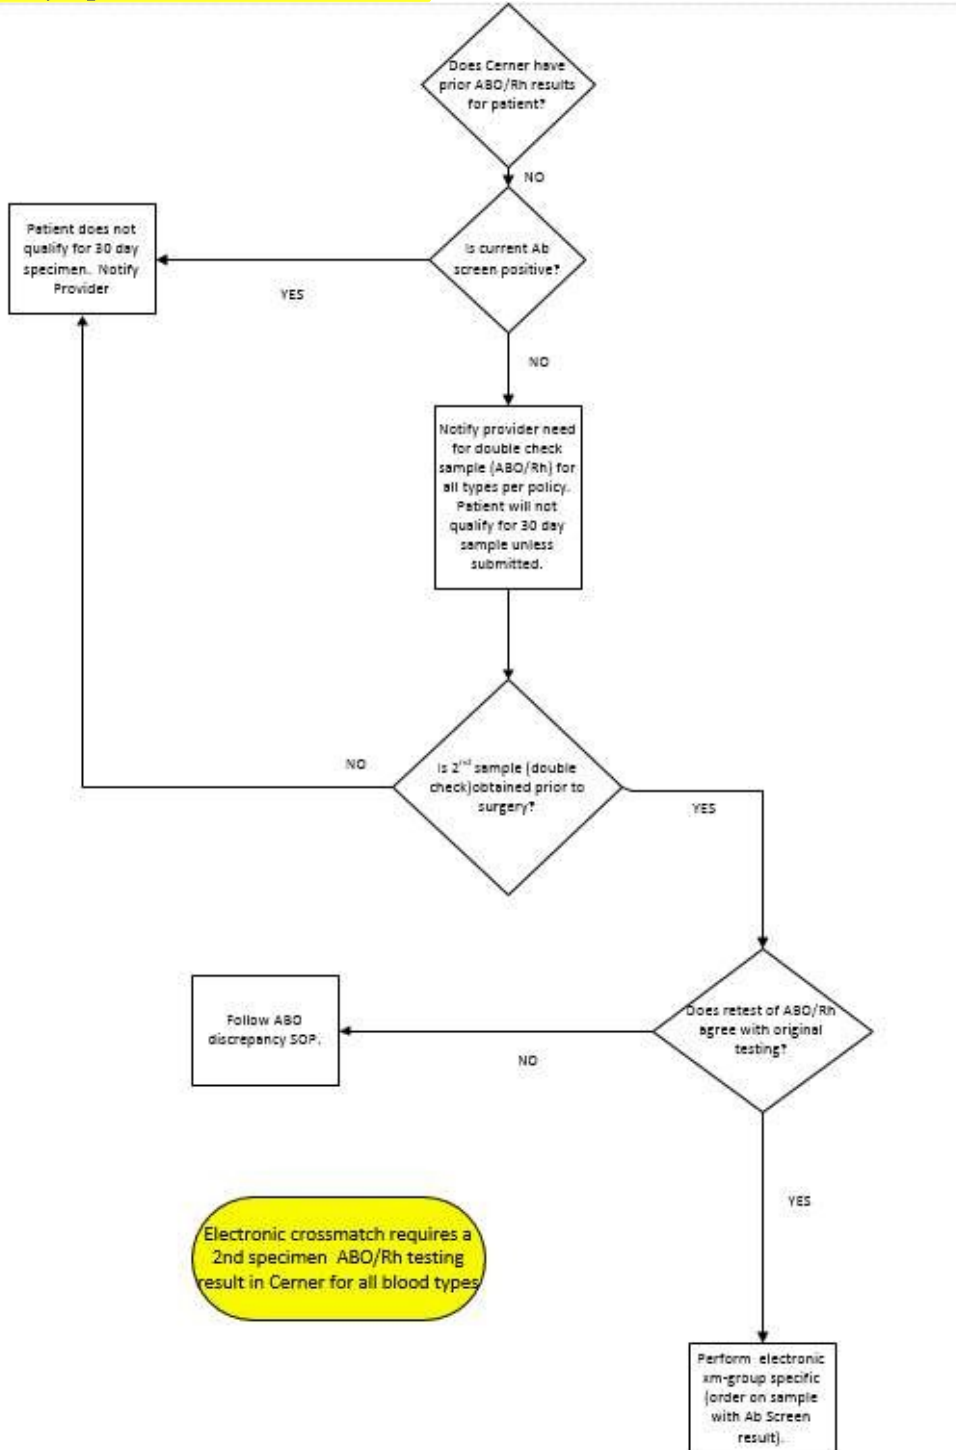 Does Cerner have
prior ABO/Rh results
for patient?
NO
Is current Ab
screen positive?
YES
Patient does not
qualify for 30 day
specimen. Notify
Provider
NO
Notify provider need
for double check
sample (ABO/Rh) for
all types per policy.
Patient will not
qualify for 30 day
sample unless
submitted.
Is 2nd sample (double
check)obtained prior to
surgery?
NO
YES
Does retest of ABO/Rh
agree with original
testing?
NO
Follow ABO
discrepancy SOP.
YES
Electronic crossmatch requires a
2nd specimen ABO/Rh testing
result in Cerner for all blood types
Perform electronic
xm-group specific
(order on sample
with Ab Screen
result).